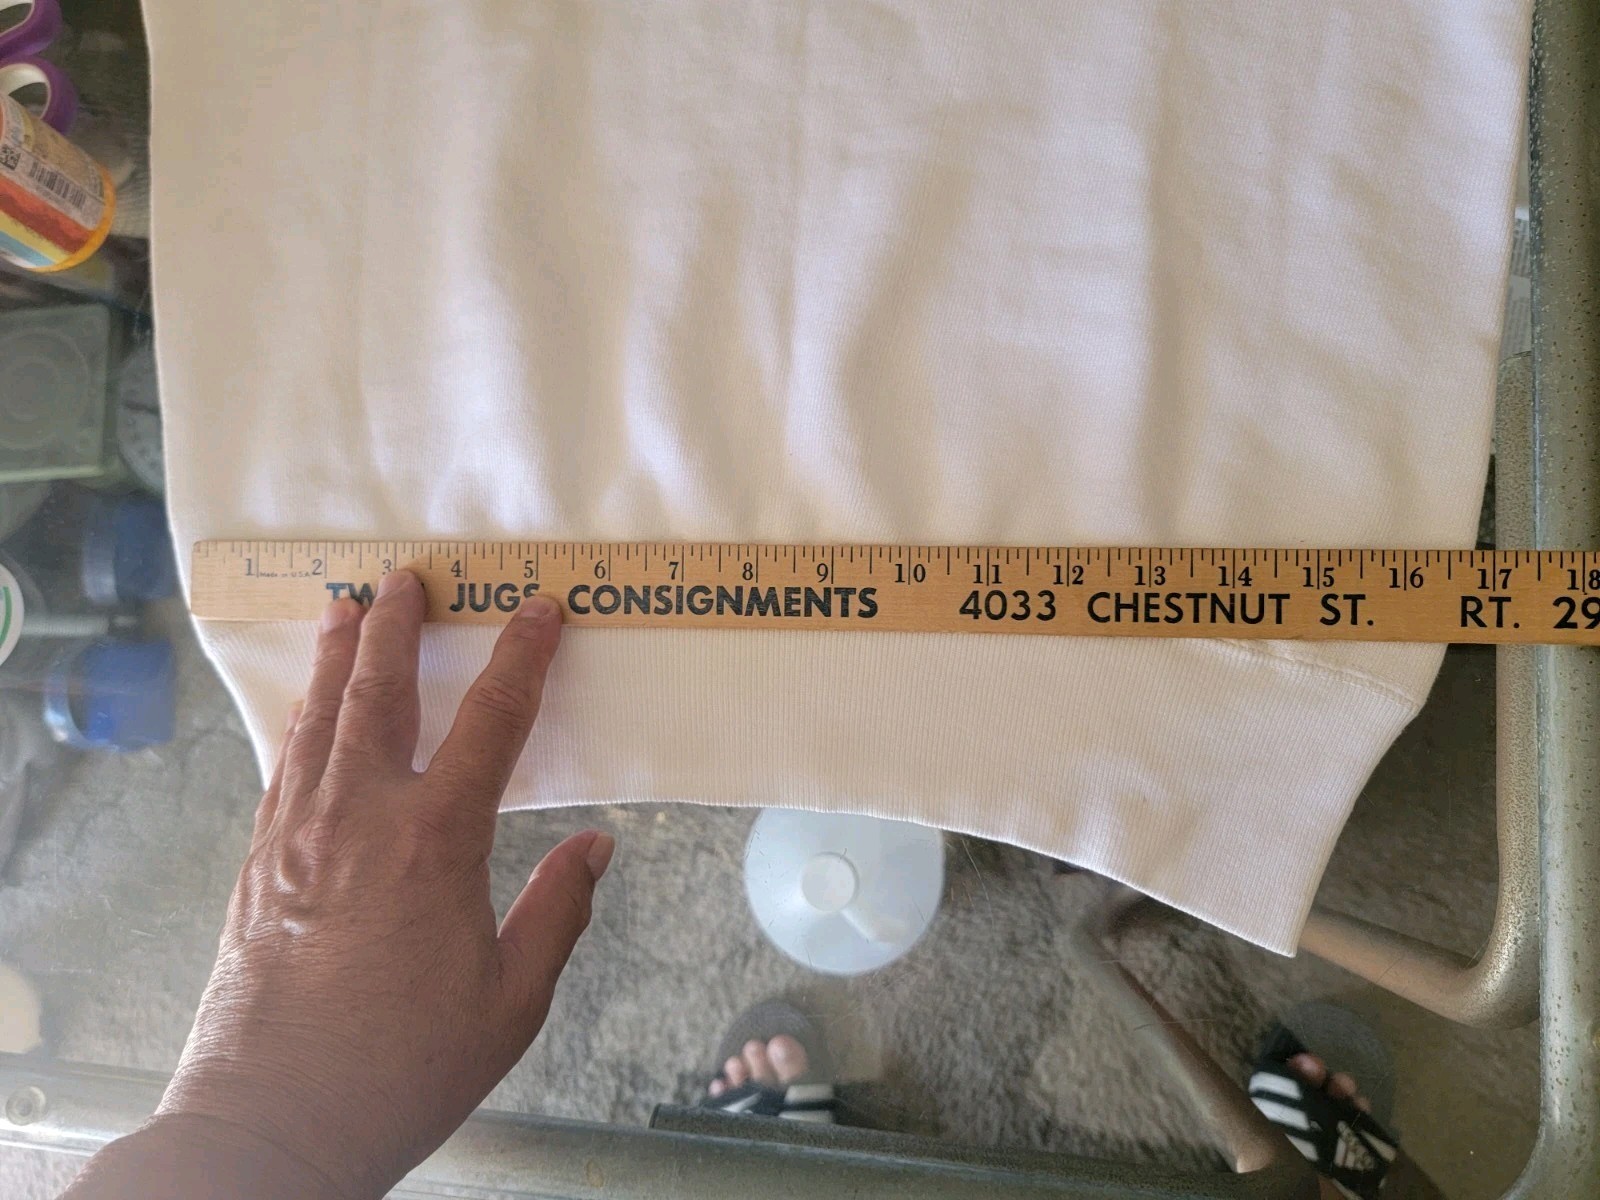 1 2 3 4 5 6 7 8 9 10 11 12 13 14 15 16 17 18
Made in U.S.A.
JUGS CONSIGNMENTS 4033 CHESTNUT ST. RT. 29